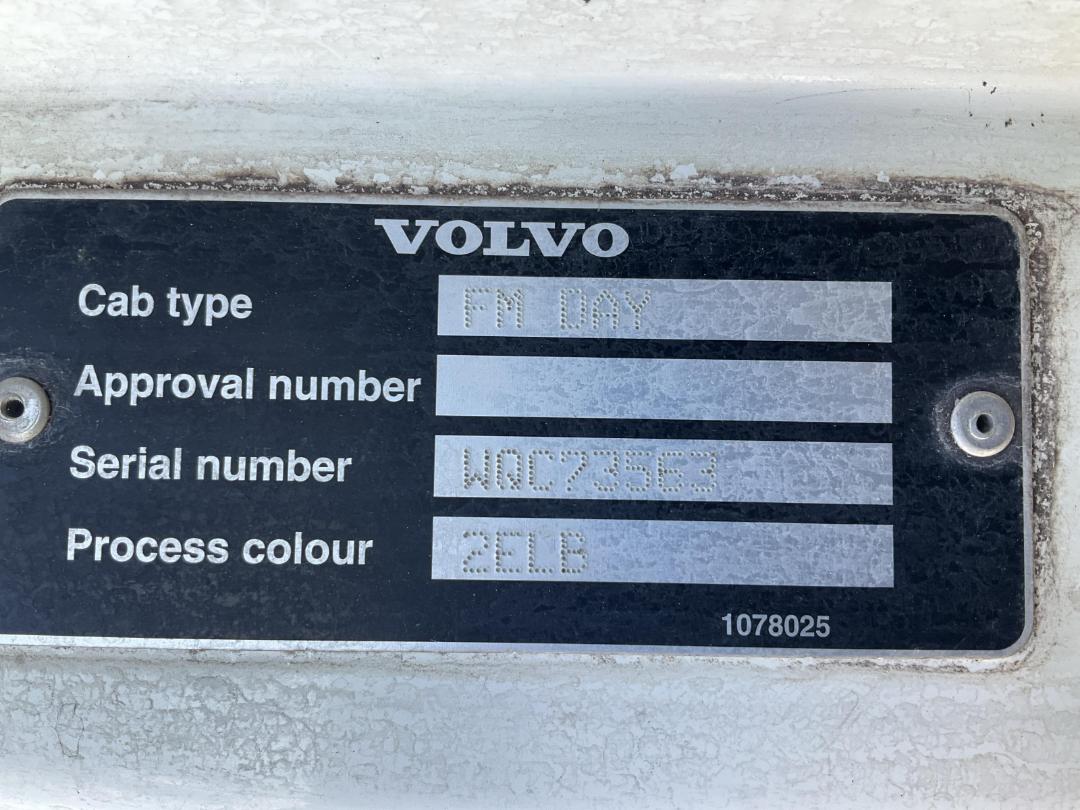 VOLVO
Cab type FM DAY
Approval number
Serial number WQC73563
Process colour 2ELB
1078025